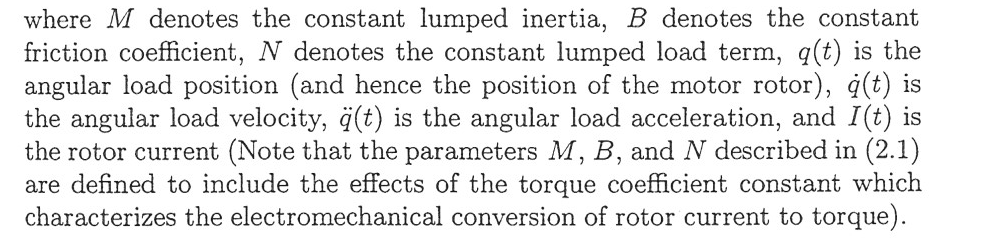 where M denotes the constant lumped inertia, B denotes the constant
friction coefficient, N denotes the constant lumped load term, q(t) is the
angular load position (and hence the position of the motor rotor), q̇(t) is
the angular load velocity, q̈(t) is the angular load acceleration, and I(t) is
the rotor current (Note that the parameters M, B, and N described in (2.1)
are defined to include the effects of the torque coefficient constant which
characterizes the electromechanical conversion of rotor current to torque).